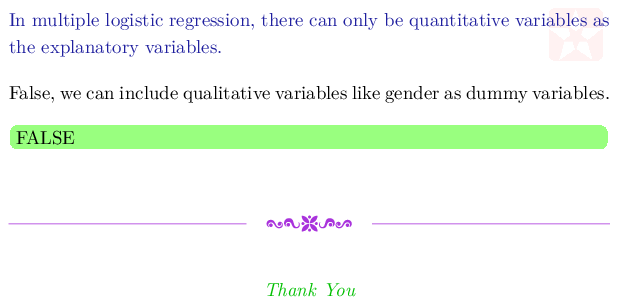 In multiple logistic regression, there can only be quantitative variables as
the explanatory variables.
False, we can include qualitative variables like gender as dummy variables.
FALSE
Thank You